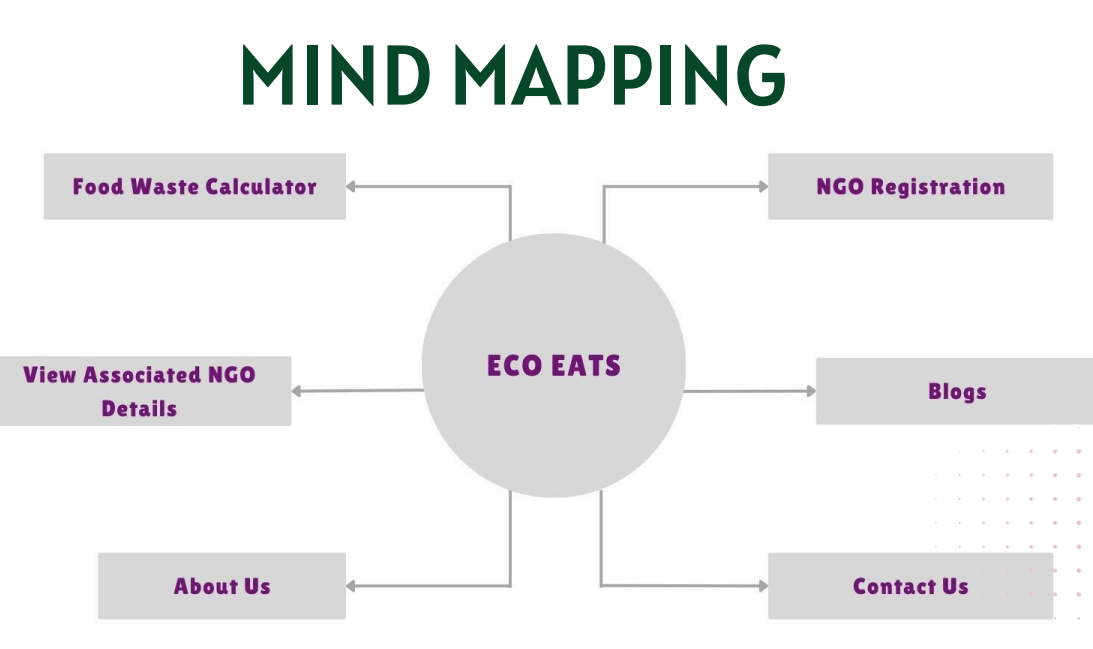 MIND MAPPING
Food Waste Calculator
NGO Registration
ECO EATS
View Associated NGO
Details
Blogs
About Us
Contact Us